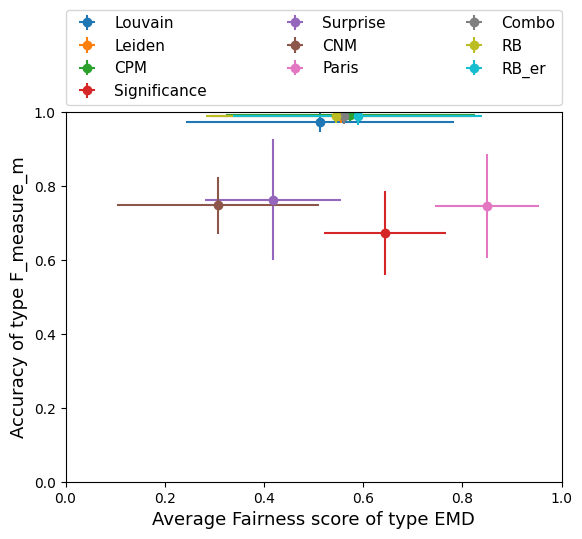 Louvain
Leiden
CPM
Significance
Surprise
CNM
Paris
Combo
RB
RB_er
1.0
0.8
0.6
0.4
0.2
0.0
Accuracy of type F_measure_m
0.0 0.2 0.4 0.6 0.8 1.0
Average Fairness score of type EMD